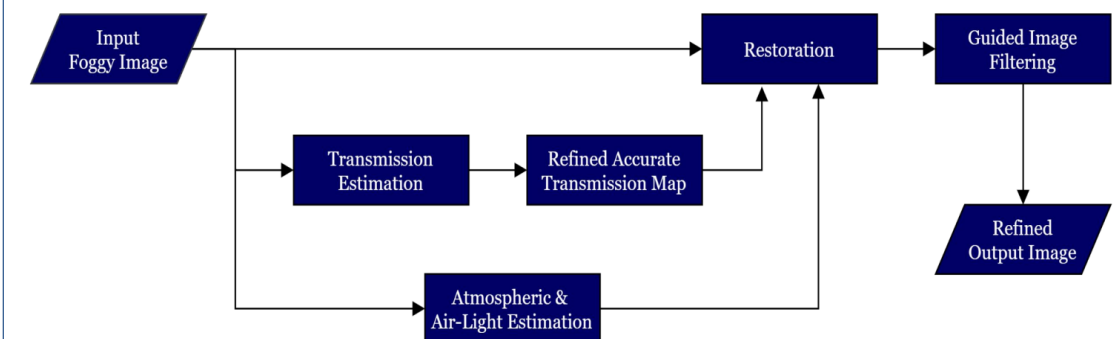 Input
Foggy Image
Restoration
Guided Image
Filtering
Transmission
Estimation
Refined Accurate
Transmission Map
Refined
Output Image
Atmospheric &
Air-Light Estimation